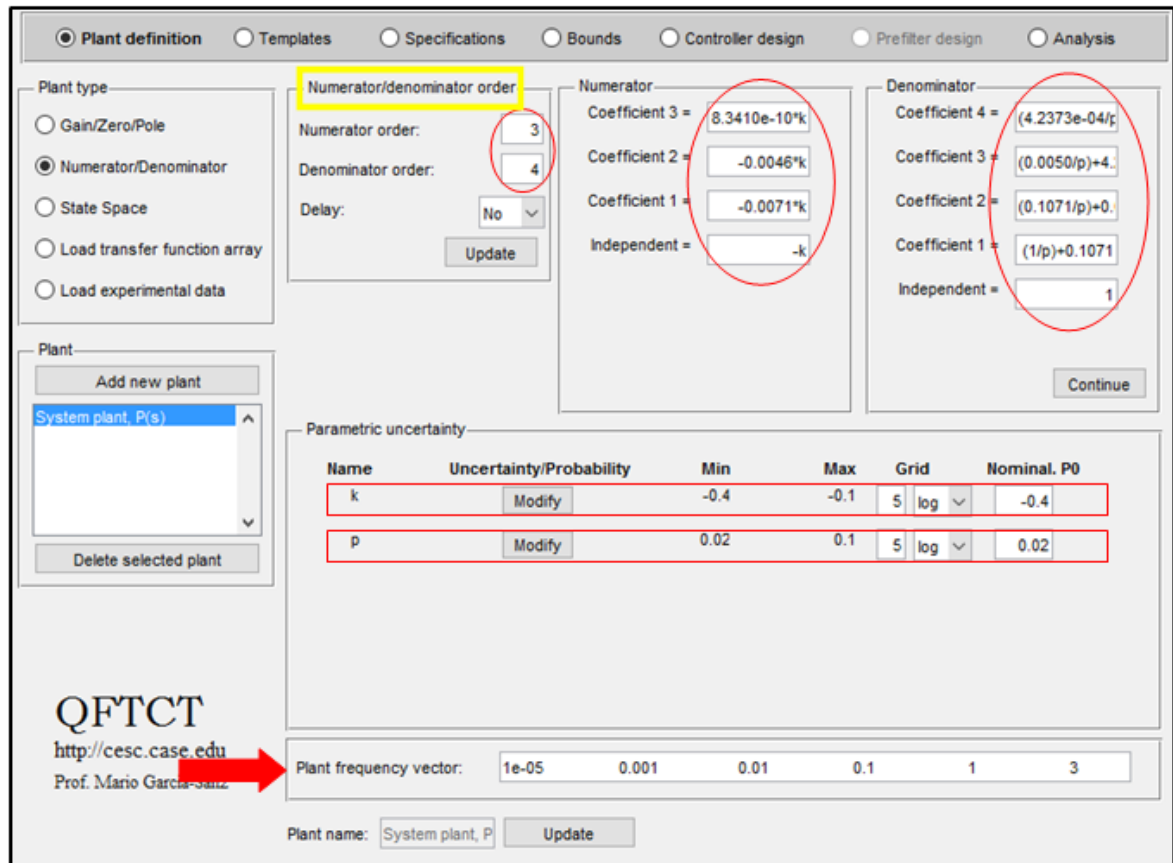 Plant definition Templates Specifications Bounds Controller design Prefilter design Analysis
Plant type
Gain/Zero/Pole
Numerator/Denominator
State Space
Load transfer function array
Load experimental data
Numerator/denominator order
Numerator order: 3
Denominator order: 4
Delay: No
Update
Numerator
Coefficient 3 = 8.3410e-10*k
Coefficient 2 = -0.0046*k
Coefficient 1 = -0.0071*k
Independent = -k
Denominator
Coefficient 4 = (4.2373e-04/p
Coefficient 3 = (0.0050/p)+4.
Coefficient 2 = (0.1071/p)+0.
Coefficient 1 = (1/p)+0.1071
Independent = 1
Continue
Plant
Add new plant
System plant, P(s)
Delete selected plant
Parametric uncertainty
Name Uncertainty/Probability Min Max Grid Nominal. P0
k Modify -0.4 -0.1 5 log -0.4
p Modify 0.02 0.1 5 log 0.02
QFTCT
http://cesc.case.edu
Prof. Mario Garcia-Sanz
Plant frequency vector: 1e-05 0.001 0.01 0.1 1 3
Plant name: System plant, P Update